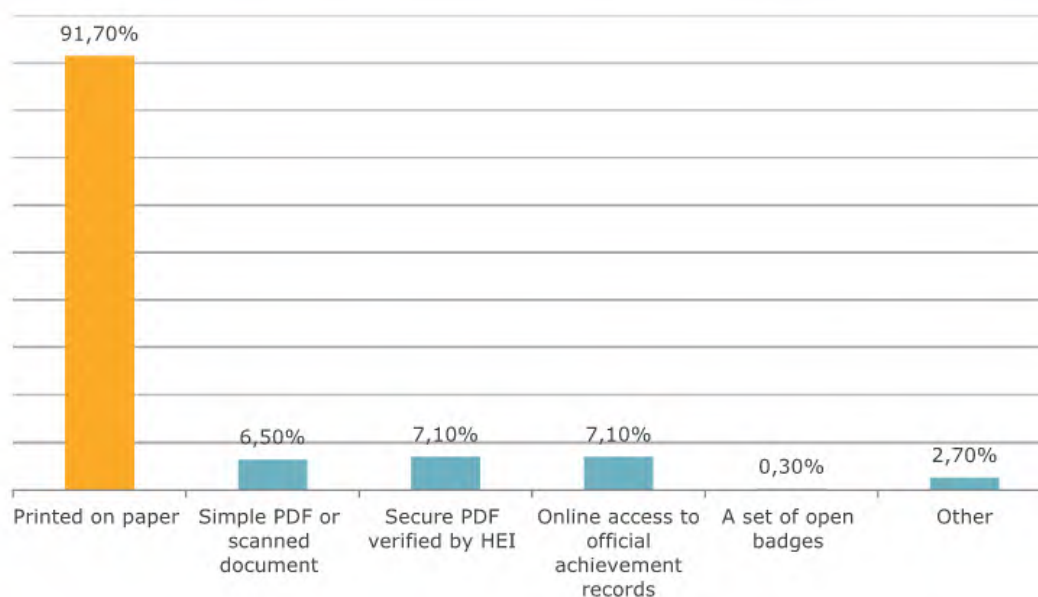 91,70%
6,50%
7,10%
7,10%
0,30%
2,70%
Printed on paper
Simple PDF or
scanned
document
Secure PDF
verified by HEI
Online access to
official
achievement
records
A set of open
badges
Other